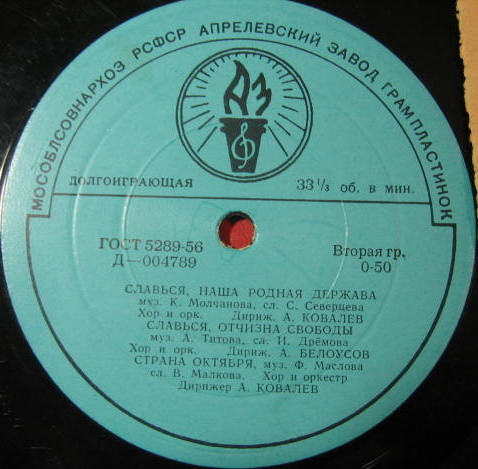 МОСОБЛСОВНАРХОЗ РСФСР АПРЕЛЕВСКИЙ ЗАВОД ГРАМПЛАСТИНОК
АЗ
ДОЛГОИГРАЮЩАЯ 33 1/3 об. в мин.
ГОСТ 5289-56 Вторая гр.
Д—004789 0-50
СЛАВЬСЯ, НАША РОДНАЯ ДЕРЖАВА
муз. К. Молчанова, сл. С. Северцева
Хор и орк. Дириж. А. КОВАЛЕВ
СЛАВЬСЯ, ОТЧИЗНА СВОБОДЫ
муз. А. Титова, сл. И. Дрёмова
Хор и орк. Дириж. А. БЕЛОУСОВ
СТРАНА ОКТЯБРЯ, муз. Ф. Маслова
сл. В. Малкова. Хор и оркестр
Дирижер А. КОВАЛЕВ